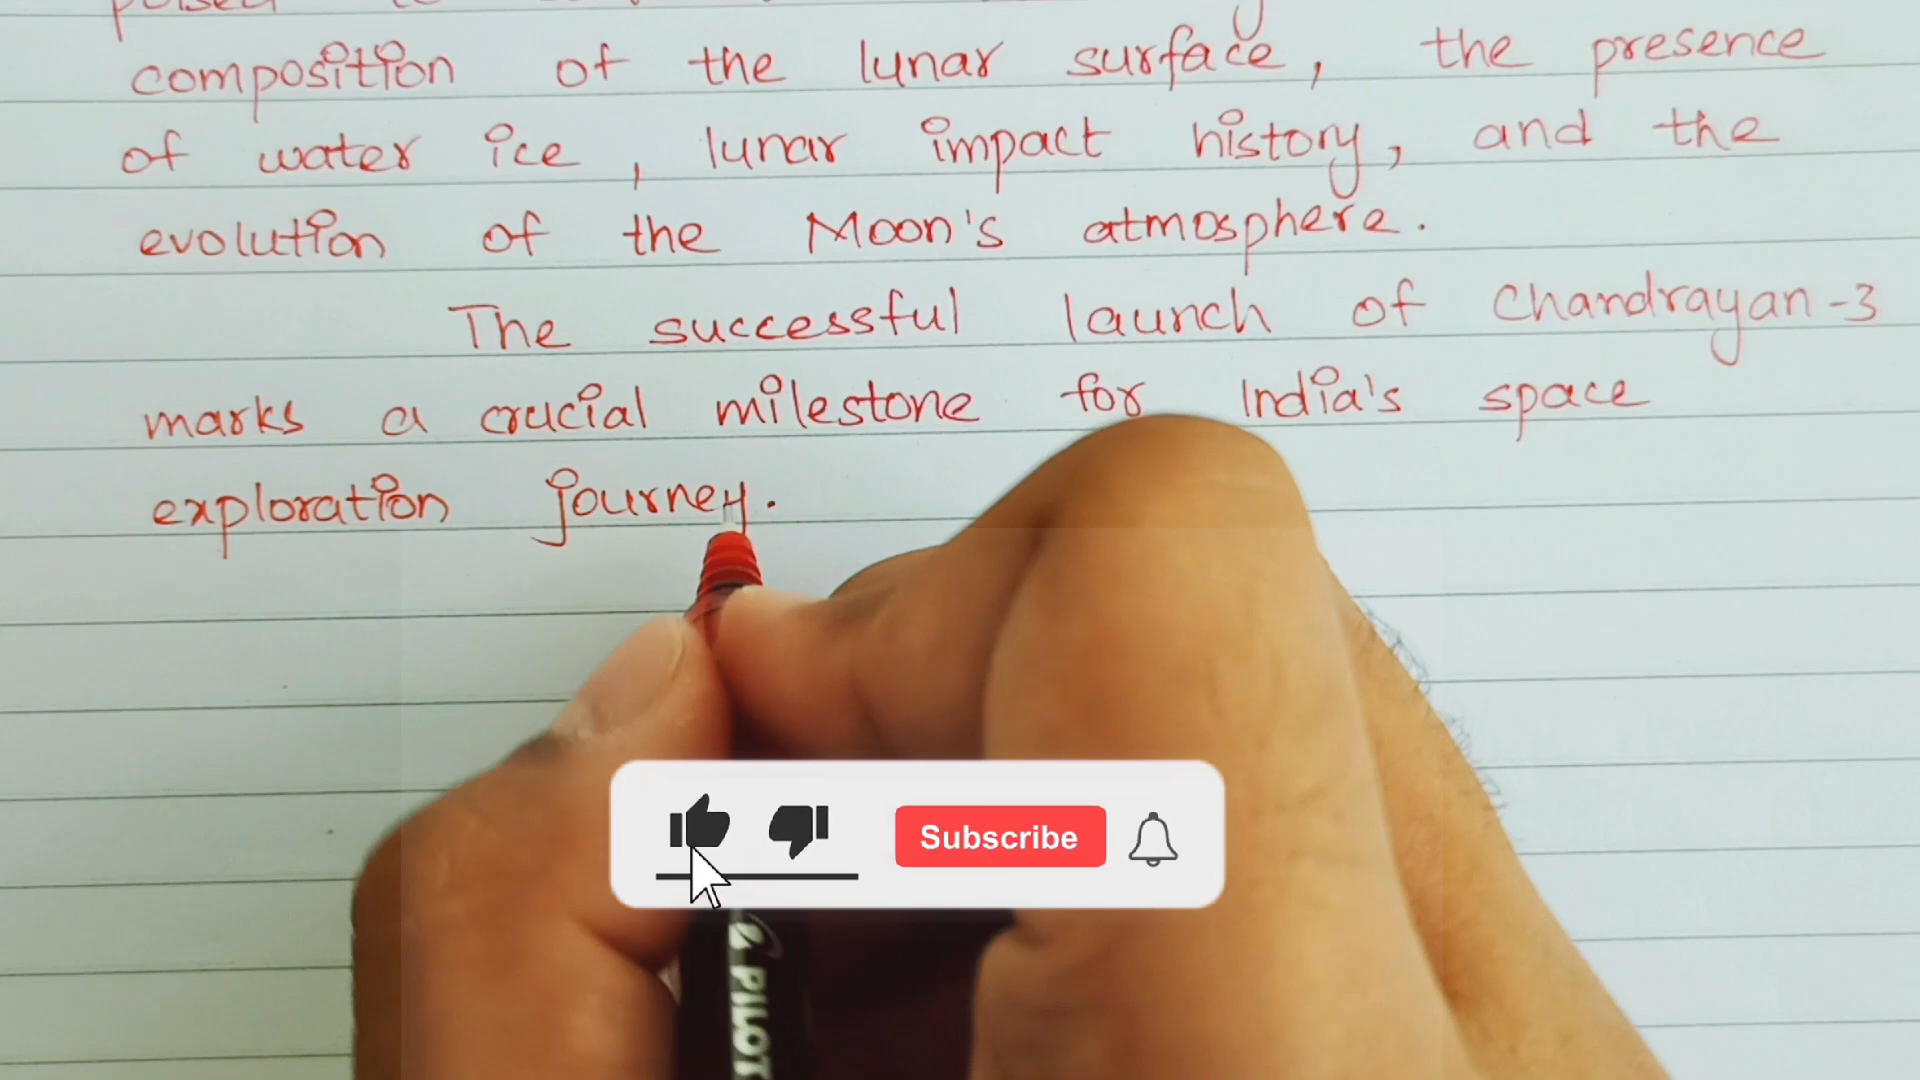 composition of the lunar surface, the presence
of water ice, lunar impact history, and the
evolution of the Moon's atmosphere.
The successful launch of Chandrayan-3
marks a crucial milestone for India's space
exploration journey.
Subscribe
PILOT